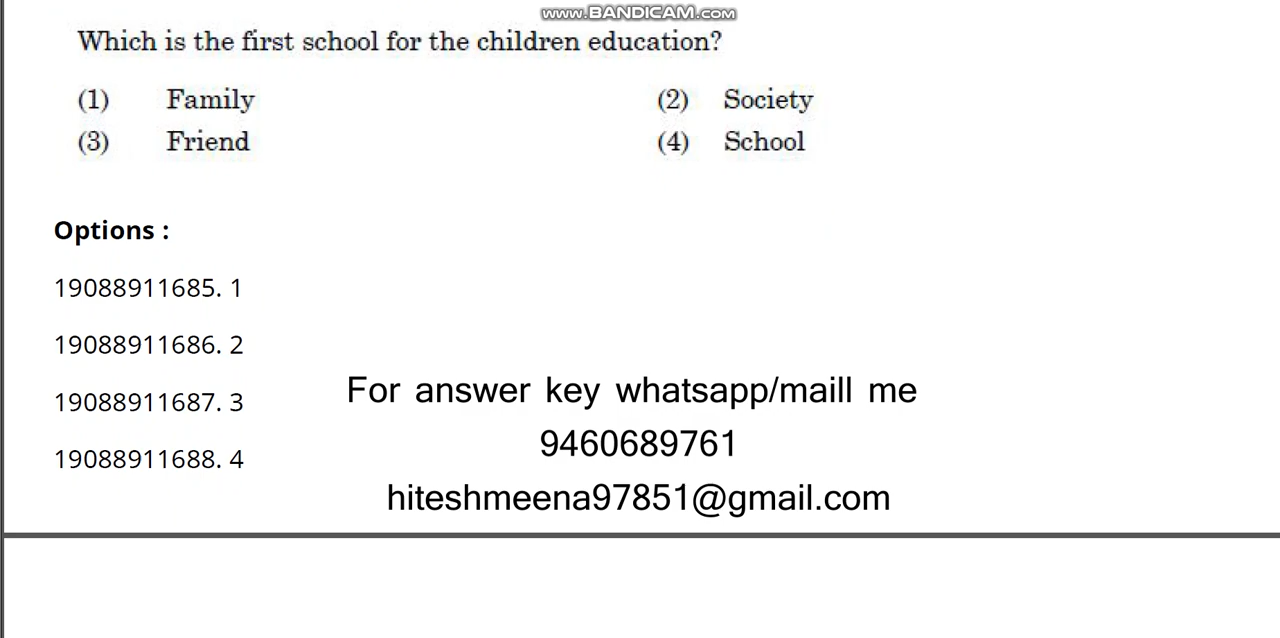 www.BANDICAM.com
Which is the first school for the children education?
(1) Family (2) Society
(3) Friend (4) School
Options :
19088911685. 1
19088911686. 2
19088911687. 3
19088911688. 4
For answer key whatsapp/maill me
9460689761
hiteshmeena97851@gmail.com